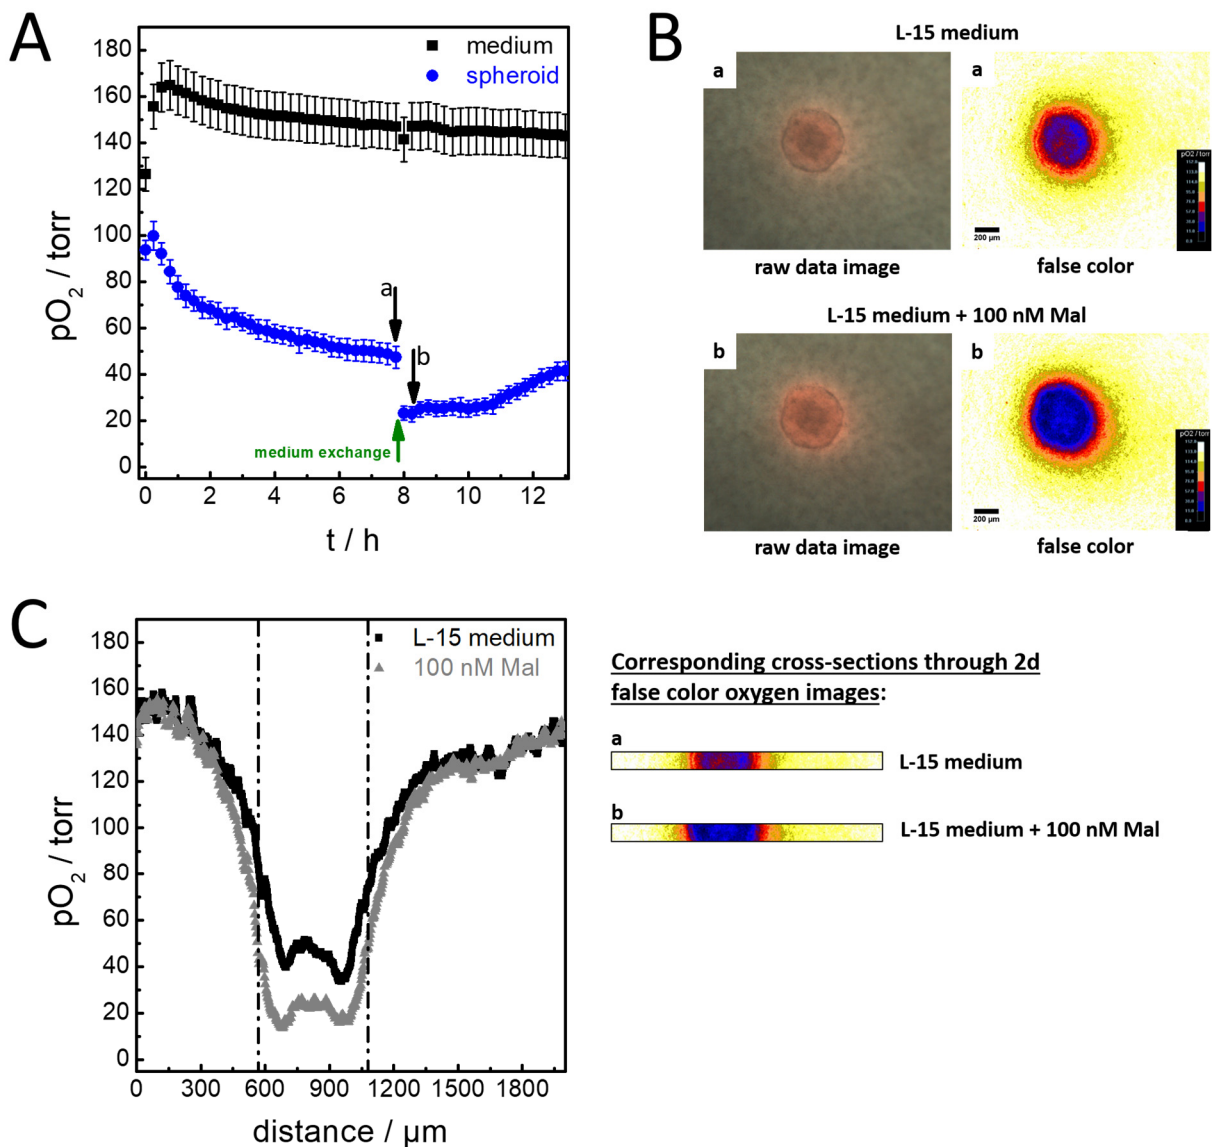 A
180
160
140
120
100
80
60
40
20
0
pO2 / torr
medium
spheroid
a
b
medium exchange
0 2 4 6 8 10 12
t / h
B
L-15 medium
a
a
pO2 / torr
200 µm
raw data image
false color
L-15 medium + 100 nM Mal
b
b
pO2 / torr
200 µm
raw data image
false color
C
180
160
140
120
100
80
60
40
20
0
pO2 / torr
L-15 medium
100 nM Mal
0 300 600 900 1200 1500 1800
distance / µm
Corresponding cross-sections through 2d
false color oxygen images:
a
L-15 medium
b
L-15 medium + 100 nM Mal